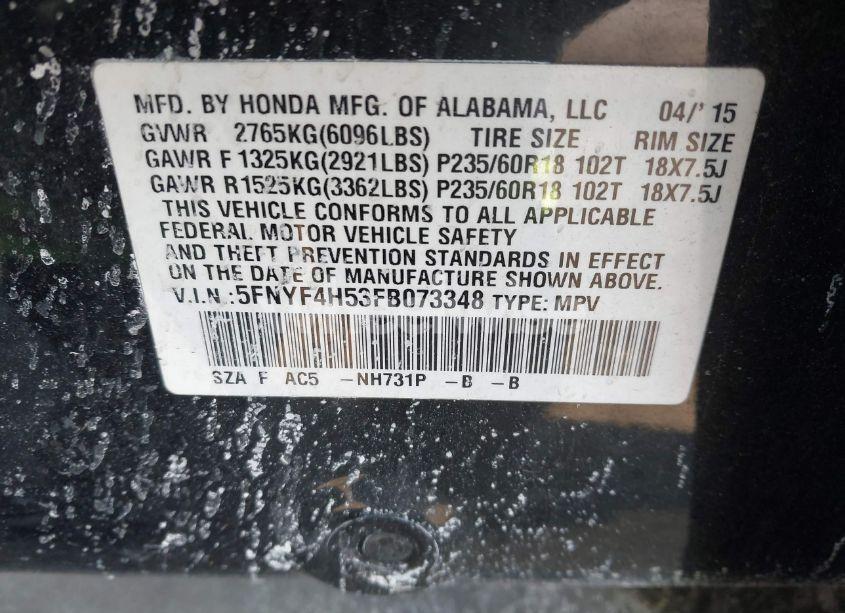 MFD. BY HONDA MFG. OF ALABAMA, LLC 04/' 15
GVWR 2765KG(6096LBS) TIRE SIZE RIM SIZE
GAWR F 1325KG(2921LBS) P235/60R18 102T 18X7.5J
GAWR R1525KG(3362LBS) P235/60R18 102T 18X7.5J
THIS VEHICLE CONFORMS TO ALL APPLICABLE
FEDERAL MOTOR VEHICLE SAFETY
AND THEFT PREVENTION STANDARDS IN EFFECT
ON THE DATE OF MANUFACTURE SHOWN ABOVE.
V.I.N.:5FNYF4H53FB073348 TYPE: MPV
SZA F AC5 -NH731P -B -B